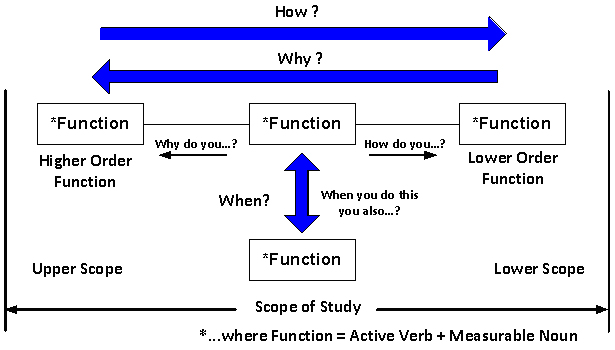 How ?
Why ?
*Function
*Function
*Function
Why do you...?
How do you...?
Higher Order
Function
Lower Order
Function
When?
When you do this
you also...?
*Function
Upper Scope
Lower Scope
Scope of Study
*...where Function = Active Verb + Measurable Noun